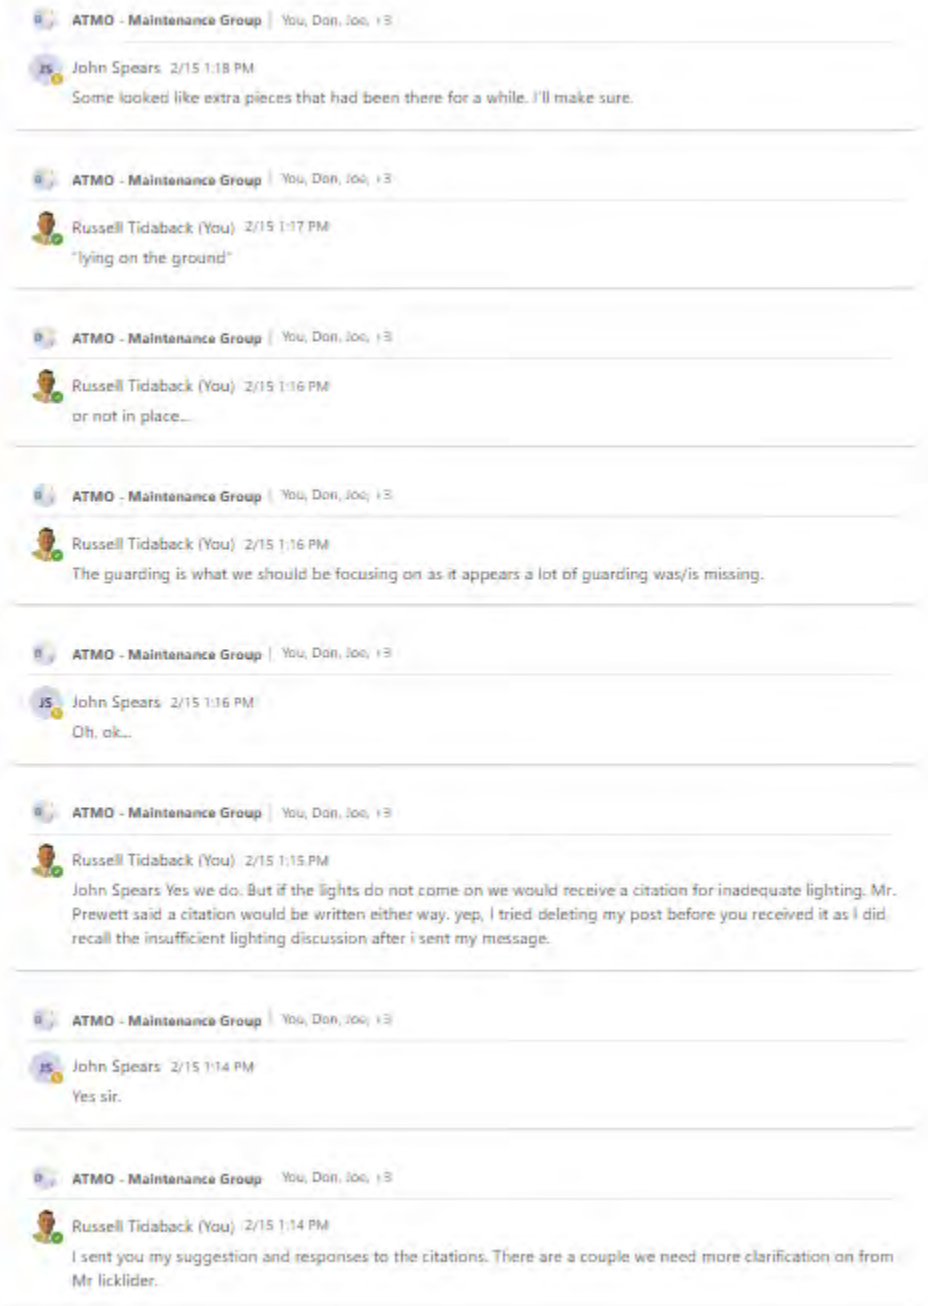 ATMO - Maintenance Group | You, Don, Joe, +3
JS John Spears 2/15 1:18 PM
Some looked like extra pieces that had been there for a while. I'll make sure.
ATMO - Maintenance Group | You, Don, Joe, +3
Russell Tidaback (You) 2/15 1:17 PM
"lying on the ground"
ATMO - Maintenance Group | You, Don, Joe, +3
Russell Tidaback (You) 2/15 1:16 PM
or not in place...
ATMO - Maintenance Group | You, Don, Joe, +3
Russell Tidaback (You) 2/15 1:16 PM
The guarding is what we should be focusing on as it appears a lot of guarding was/is missing.
ATMO - Maintenance Group | You, Don, Joe, +3
JS John Spears 2/15 1:16 PM
Oh, ok...
ATMO - Maintenance Group | You, Don, Joe, +3
Russell Tidaback (You) 2/15 1:15 PM
John Spears Yes we do. But if the lights do not come on we would receive a citation for inadequate lighting. Mr.
Prewett said a citation would be written either way. yep, I tried deleting my post before you received it as I did
recall the insufficient lighting discussion after i sent my message.
ATMO - Maintenance Group | You, Don, Joe, +3
JS John Spears 2/15 1:14 PM
Yes sir.
ATMO - Maintenance Group You, Don, Joe, +3
Russell Tidaback (You) 2/15 1:14 PM
I sent you my suggestion and responses to the citations. There are a couple we need more clarification on from
Mr licklider.